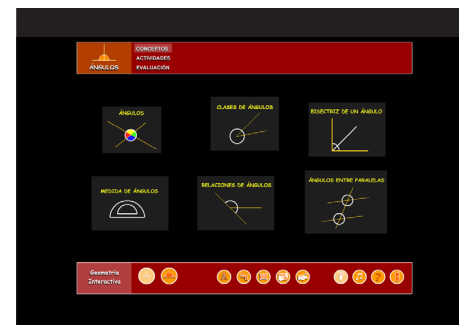 ÁNGULOS
CONCEPTOS
ACTIVIDADES
EVALUACIÓN
ÁNGULOS
CLASES DE ÁNGULOS
BISECTRIZ DE UN ÁNGULO
MEDIDA DE ÁNGULOS
RELACIONES DE ÁNGULOS
ÁNGULOS ENTRE PARALELAS
Geometría
Interactiva